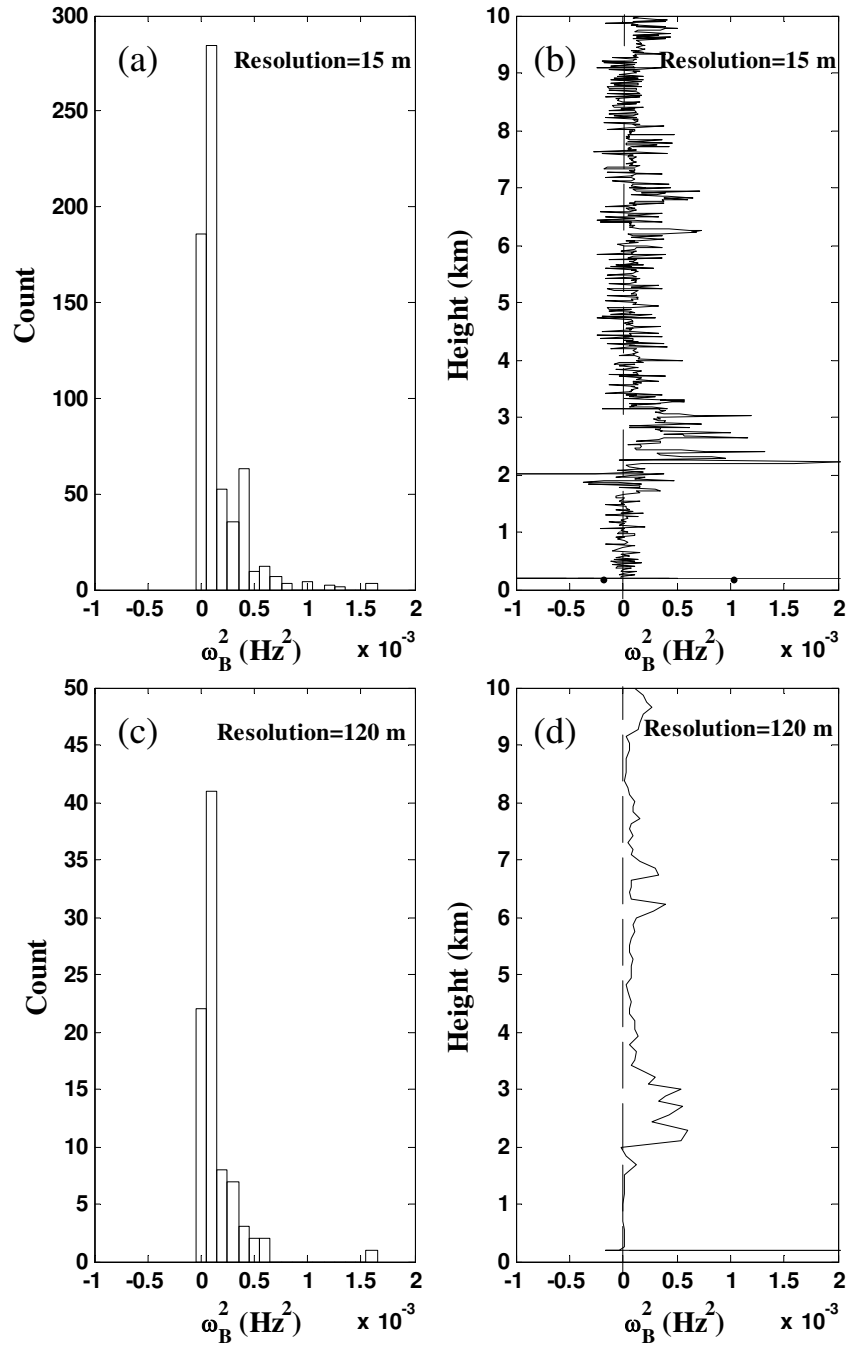 (a)
Resolution=15 m
300
250
200
150
100
50
0
Count
-1 -0.5 0 0.5 1 1.5 2
ω_B^2 (Hz^2) x 10^-3
(b)
Resolution=15 m
10
9
8
7
6
5
4
3
2
1
0
Height (km)
-1 -0.5 0 0.5 1 1.5 2
ω_B^2 (Hz^2) x 10^-3
(c)
Resolution=120 m
50
45
40
35
30
25
20
15
10
5
0
Count
-1 -0.5 0 0.5 1 1.5 2
ω_B^2 (Hz^2) x 10^-3
(d)
Resolution=120 m
10
9
8
7
6
5
4
3
2
1
0
Height (km)
-1 -0.5 0 0.5 1 1.5 2
ω_B^2 (Hz^2) x 10^-3